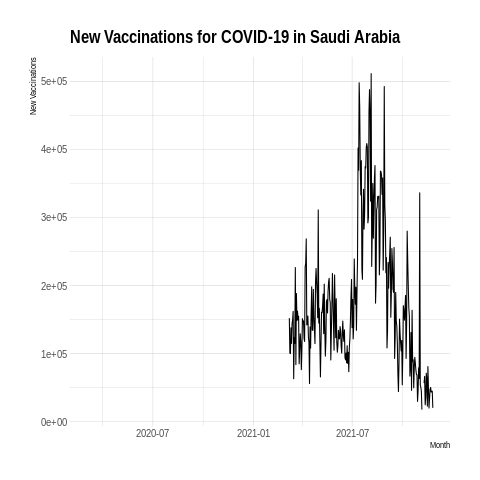 New Vaccinations for COVID-19 in Saudi Arabia
New Vaccinations
5e+05
4e+05
3e+05
2e+05
1e+05
0e+00
2020-07 2021-01 2021-07
Month